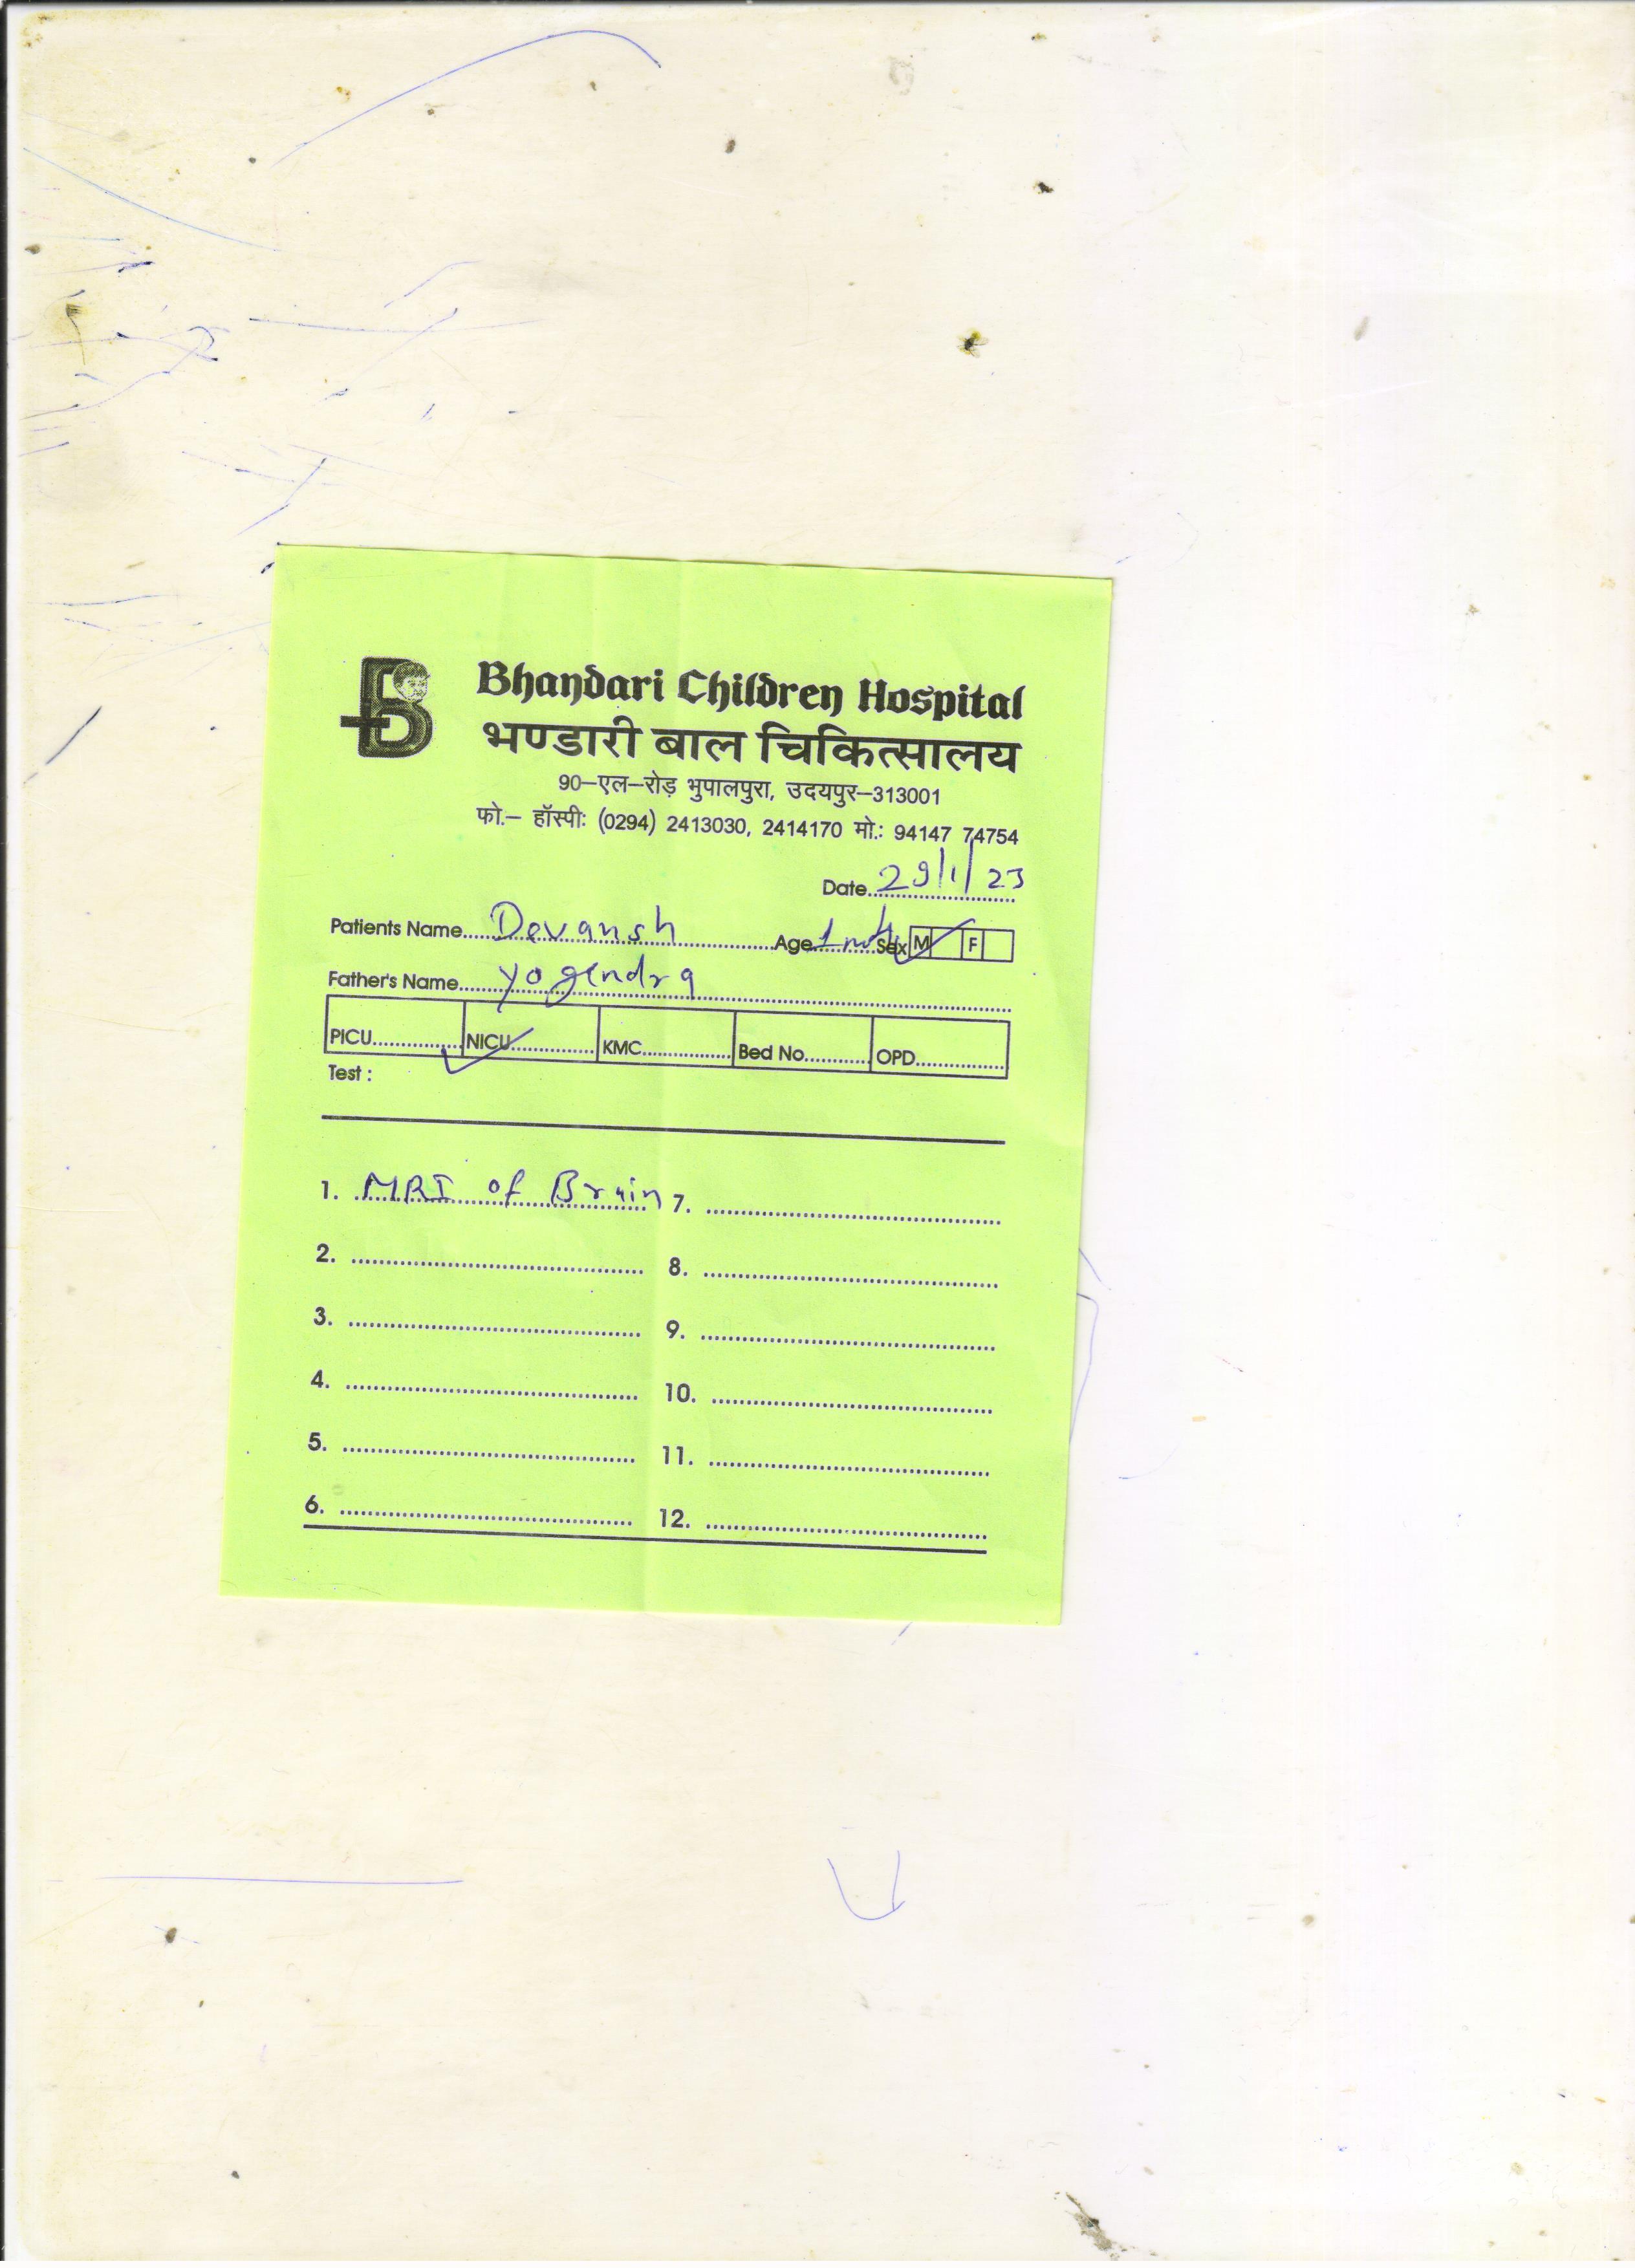 Bhandari Children Hospital
भण्डारी बाल चिकित्सालय
90–एल–रोड़ भुपालपुरा, उदयपुर–313001
फो.– हॉस्पीः (0294) 2413030, 2414170 मो.: 94147 74754
Date 29/1/23
Patients Name Devansh Age 1 mth Sex M F
Father's Name Yogendra
PICU NICU KMC Bed No. OPD
Test :
1. MRI of Brain 7.
2. 8.
3. 9.
4. 10.
5. 11.
6. 12.